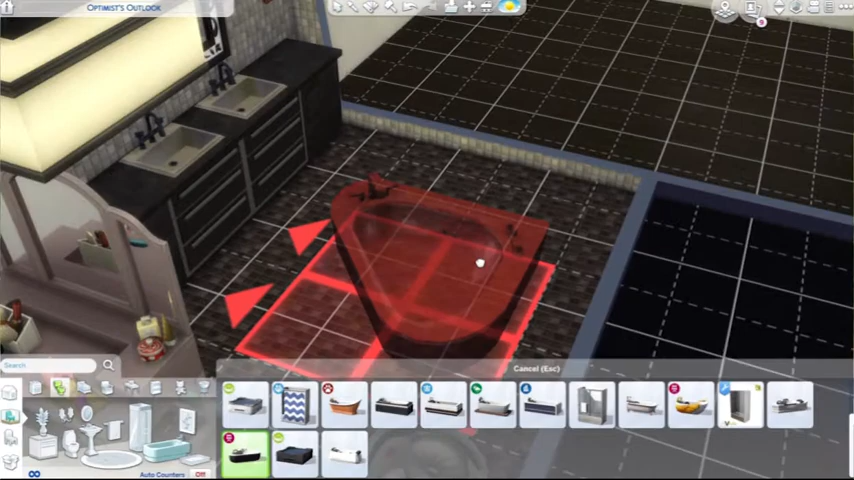 OPTIMIST'S OUTLOOK
Cancel (Esc)
Search
Auto Counters Off